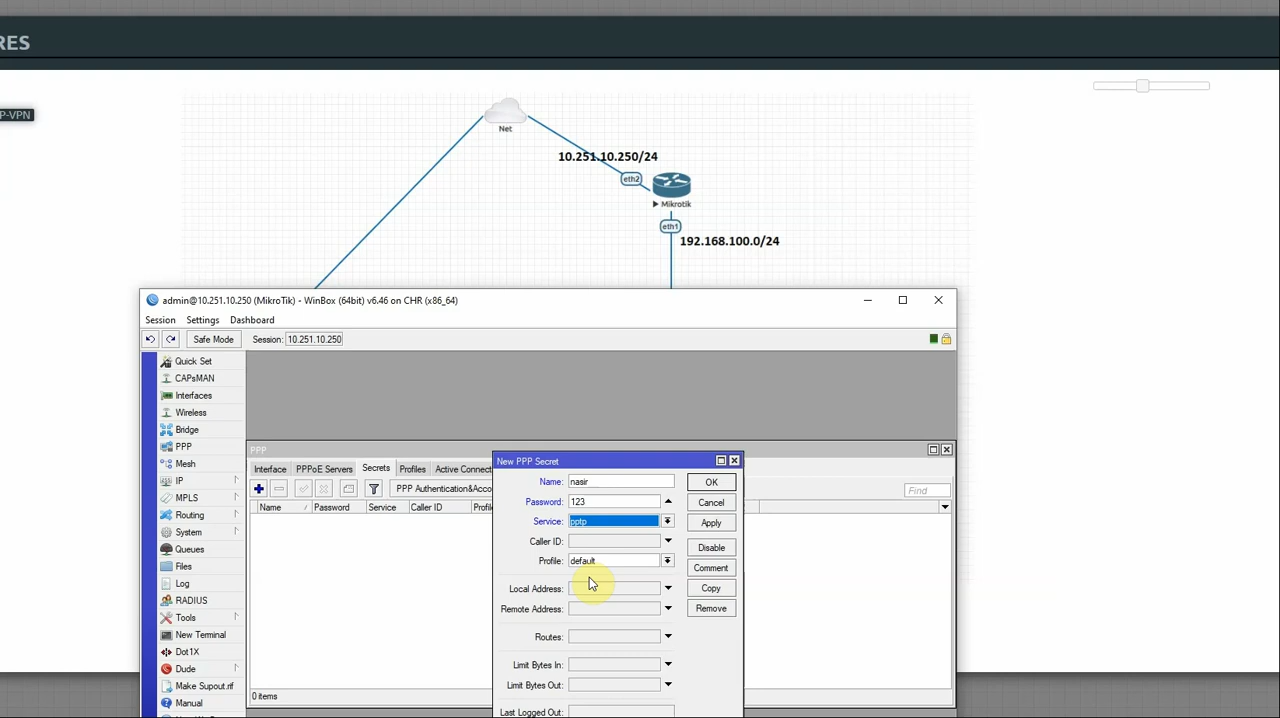 RES
P-VPN
Net
10.251.10.250/24
eth2
Mikrotik
eth1
192.168.100.0/24
admin@10.251.10.250 (MikroTik) - WinBox (64bit) v6.46 on CHR (x86_64)
Session Settings Dashboard
Safe Mode Session: 10.251.10.250
Quick Set
CAPsMAN
Interfaces
Wireless
Bridge
PPP
Mesh
IP
MPLS
Routing
System
Queues
Files
Log
RADIUS
Tools
New Terminal
Dot1X
Dude
Make Supout.rif
Manual
PPP
Interface PPPoE Servers Secrets Profiles Active Connect
PPP Authentication&Acco
Find
Name / Password Service Caller ID Profil
0 items
New PPP Secret
Name: nasir
Password: 123
Service: pptp
Caller ID:
Profile: default
Local Address:
Remote Address:
Routes:
Limit Bytes In:
Limit Bytes Out:
Last Logged Out:
OK
Cancel
Apply
Disable
Comment
Copy
Remove